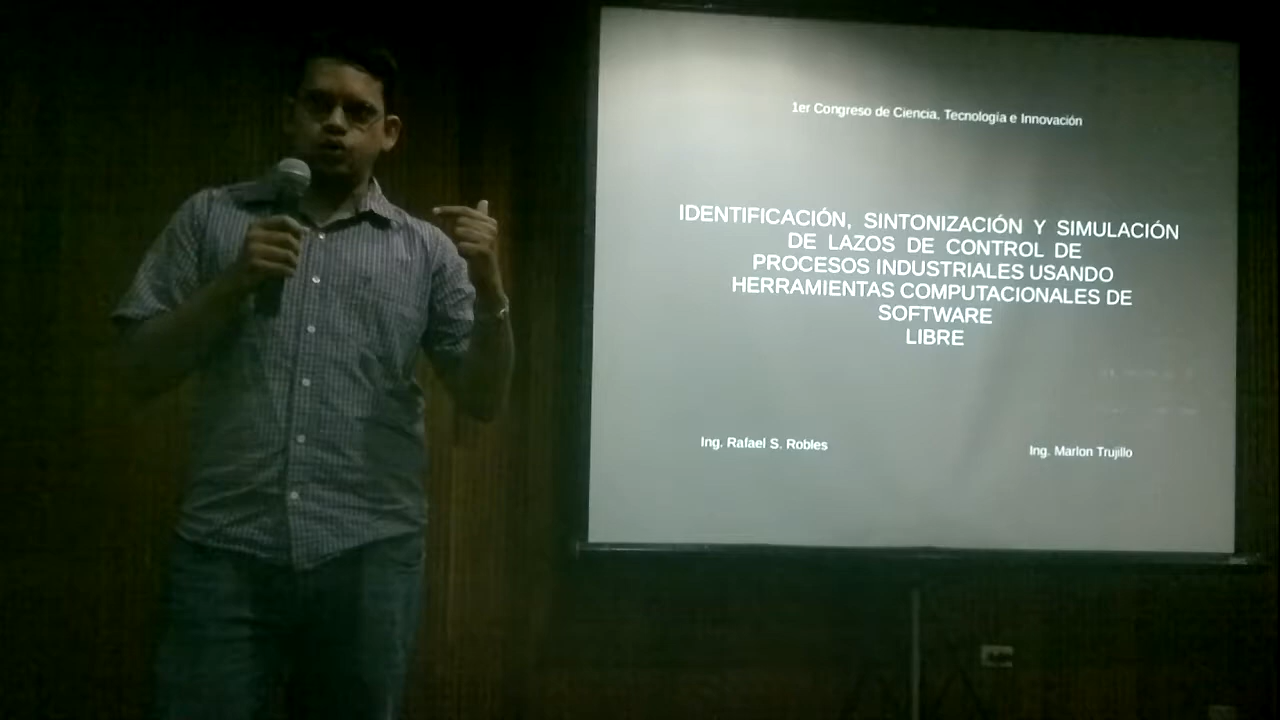 1er Congreso de Ciencia, Tecnología e Innovación
IDENTIFICACIÓN, SINTONIZACIÓN Y SIMULACIÓN
DE LAZOS DE CONTROL DE
PROCESOS INDUSTRIALES USANDO
HERRAMIENTAS COMPUTACIONALES DE
SOFTWARE
LIBRE
Ing. Rafael S. Robles
Ing. Marlon Trujillo